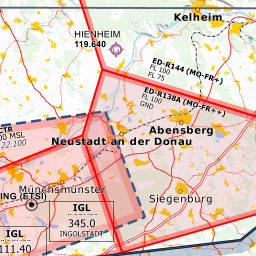 Kelheim
HIENHEIM
119.640
ED-R144 (MO-FR+)
FL 100
FL 75
ED-R138A (MO-FR++)
FL 100
GND
Abensberg
CTR
00 MSL
22.100
Neustadt an der Donau
NG (ETSI)
Münchsmünster
Siegenburg
IGL
345.0
INGOLSTADT
IGL
111.40